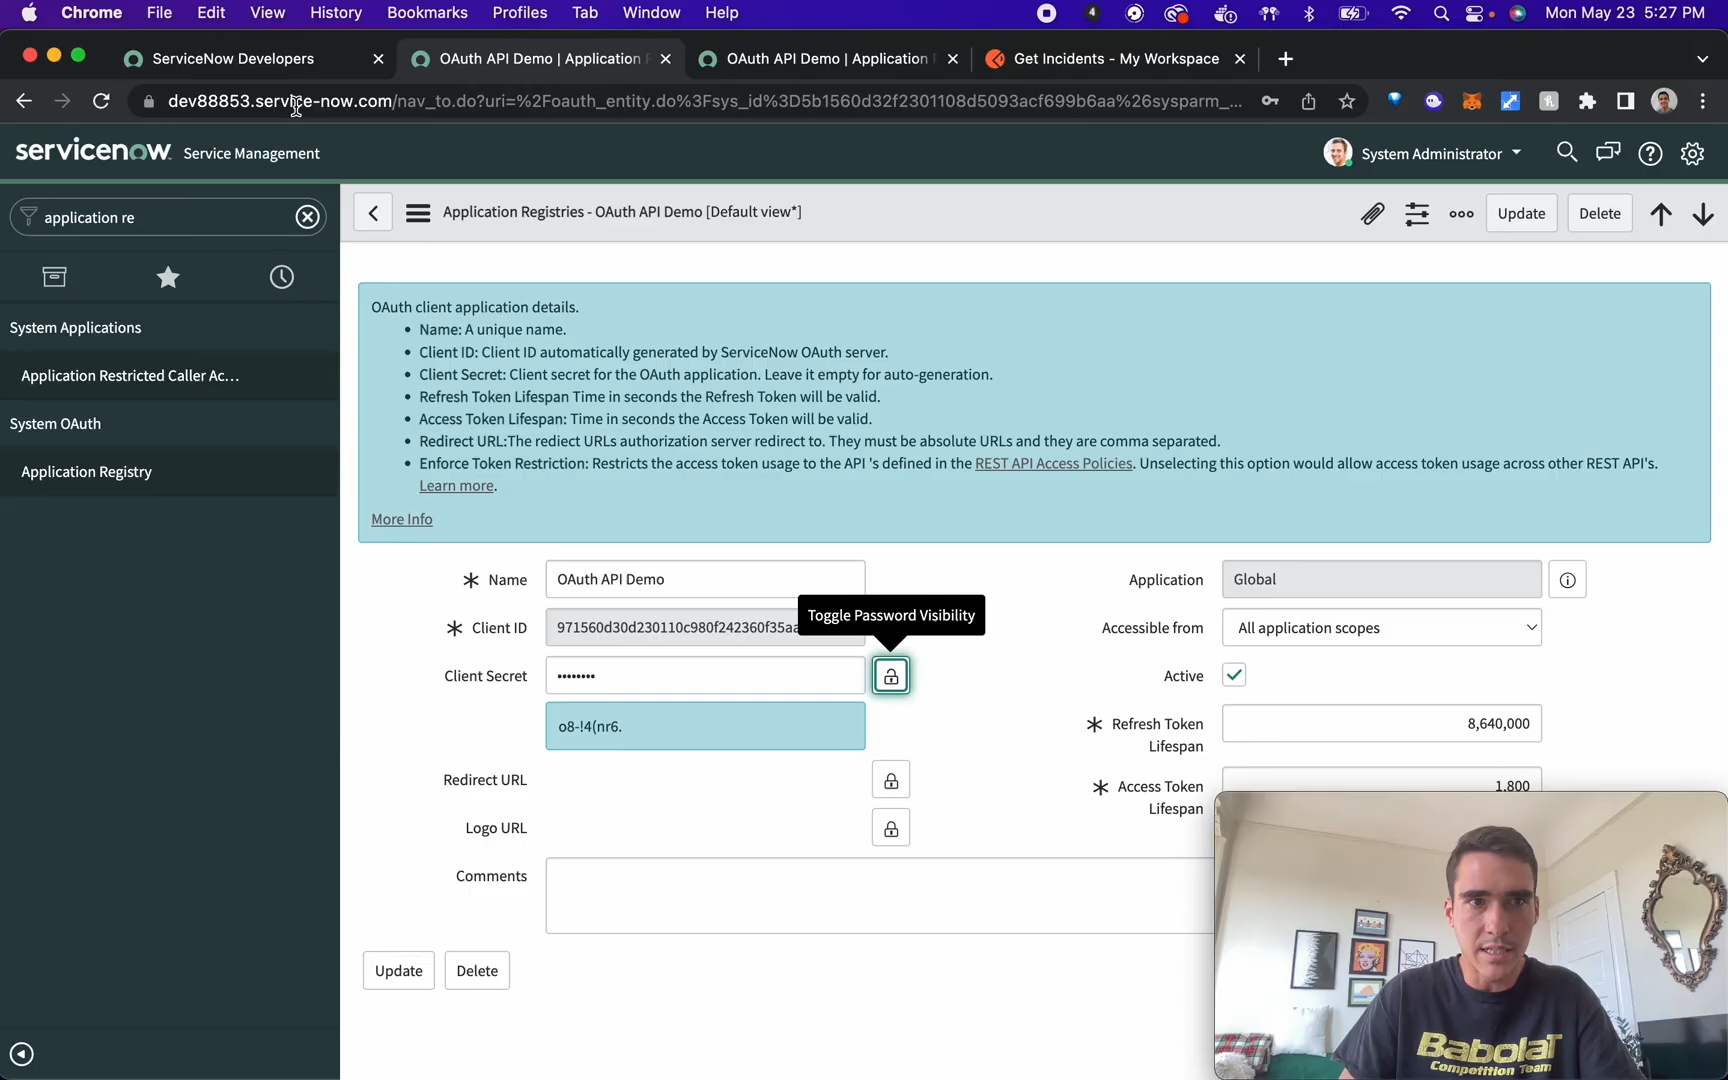 Chrome File Edit View History Bookmarks Profiles Tab Window Help 4 Mon May 23 5:27 PM
ServiceNow Developers
OAuth API Demo | Application
OAuth API Demo | Application
Get Incidents - My Workspace
dev88853.service-now.com/nav_to.do?uri=%2Foauth_entity.do%3Fsys_id%3D5b1560d32f2301108d5093acf699b6aa%26sysparm_...
servicenow Service Management
System Administrator
application re
Application Registries - OAuth API Demo [Default view*]
Update
Delete
System Applications
Application Restricted Caller Ac...
System OAuth
Application Registry
OAuth client application details.
• Name: A unique name.
• Client ID: Client ID automatically generated by ServiceNow OAuth server.
• Client Secret: Client secret for the OAuth application. Leave it empty for auto-generation.
• Refresh Token Lifespan Time in seconds the Refresh Token will be valid.
• Access Token Lifespan: Time in seconds the Access Token will be valid.
• Redirect URL:The rediect URLs authorization server redirect to. They must be absolute URLs and they are comma separated.
• Enforce Token Restriction: Restricts the access token usage to the API 's defined in the REST API Access Policies. Unselecting this option would allow access token usage across other REST API's.
Learn more.
More Info
Name OAuth API Demo
Client ID 971560d30d230110c980f242360f35aa
Toggle Password Visibility
Client Secret ••••••••
o8-!4(nr6.
Redirect URL
Logo URL
Comments
Application Global
Accessible from All application scopes
Active
Refresh Token Lifespan 8,640,000
Access Token Lifespan 1,800
Update
Delete
BaboLaT
Competition Team